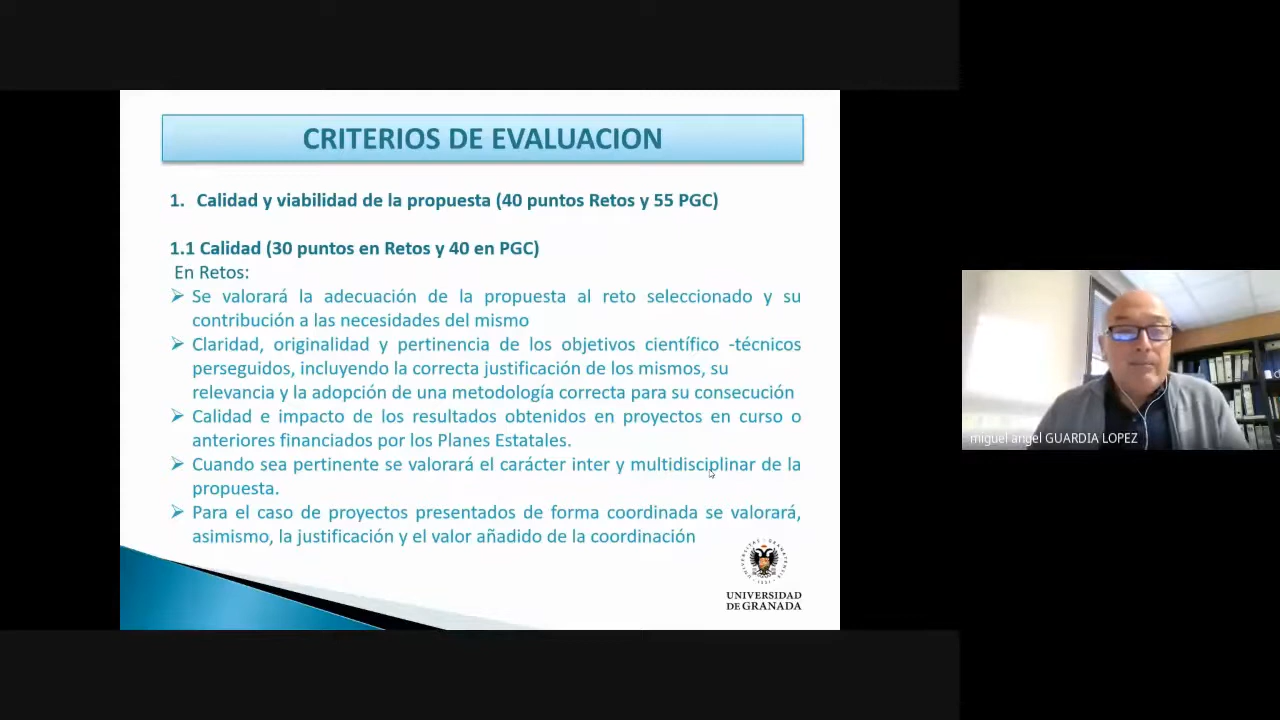 CRITERIOS DE EVALUACION
1. Calidad y viabilidad de la propuesta (40 puntos Retos y 55 PGC)
1.1 Calidad (30 puntos en Retos y 40 en PGC)
En Retos:
Se valorará la adecuación de la propuesta al reto seleccionado y su
contribución a las necesidades del mismo
Claridad, originalidad y pertinencia de los objetivos científico -técnicos
perseguidos, incluyendo la correcta justificación de los mismos, su
relevancia y la adopción de una metodología correcta para su consecución
Calidad e impacto de los resultados obtenidos en proyectos en curso o
anteriores financiados por los Planes Estatales.
Cuando sea pertinente se valorará el carácter inter y multidisciplinar de la
propuesta.
Para el caso de proyectos presentados de forma coordinada se valorará,
asimismo, la justificación y el valor añadido de la coordinación
UNIVERSIDAD
DE GRANADA
miguel angel GUARDIA LOPEZ